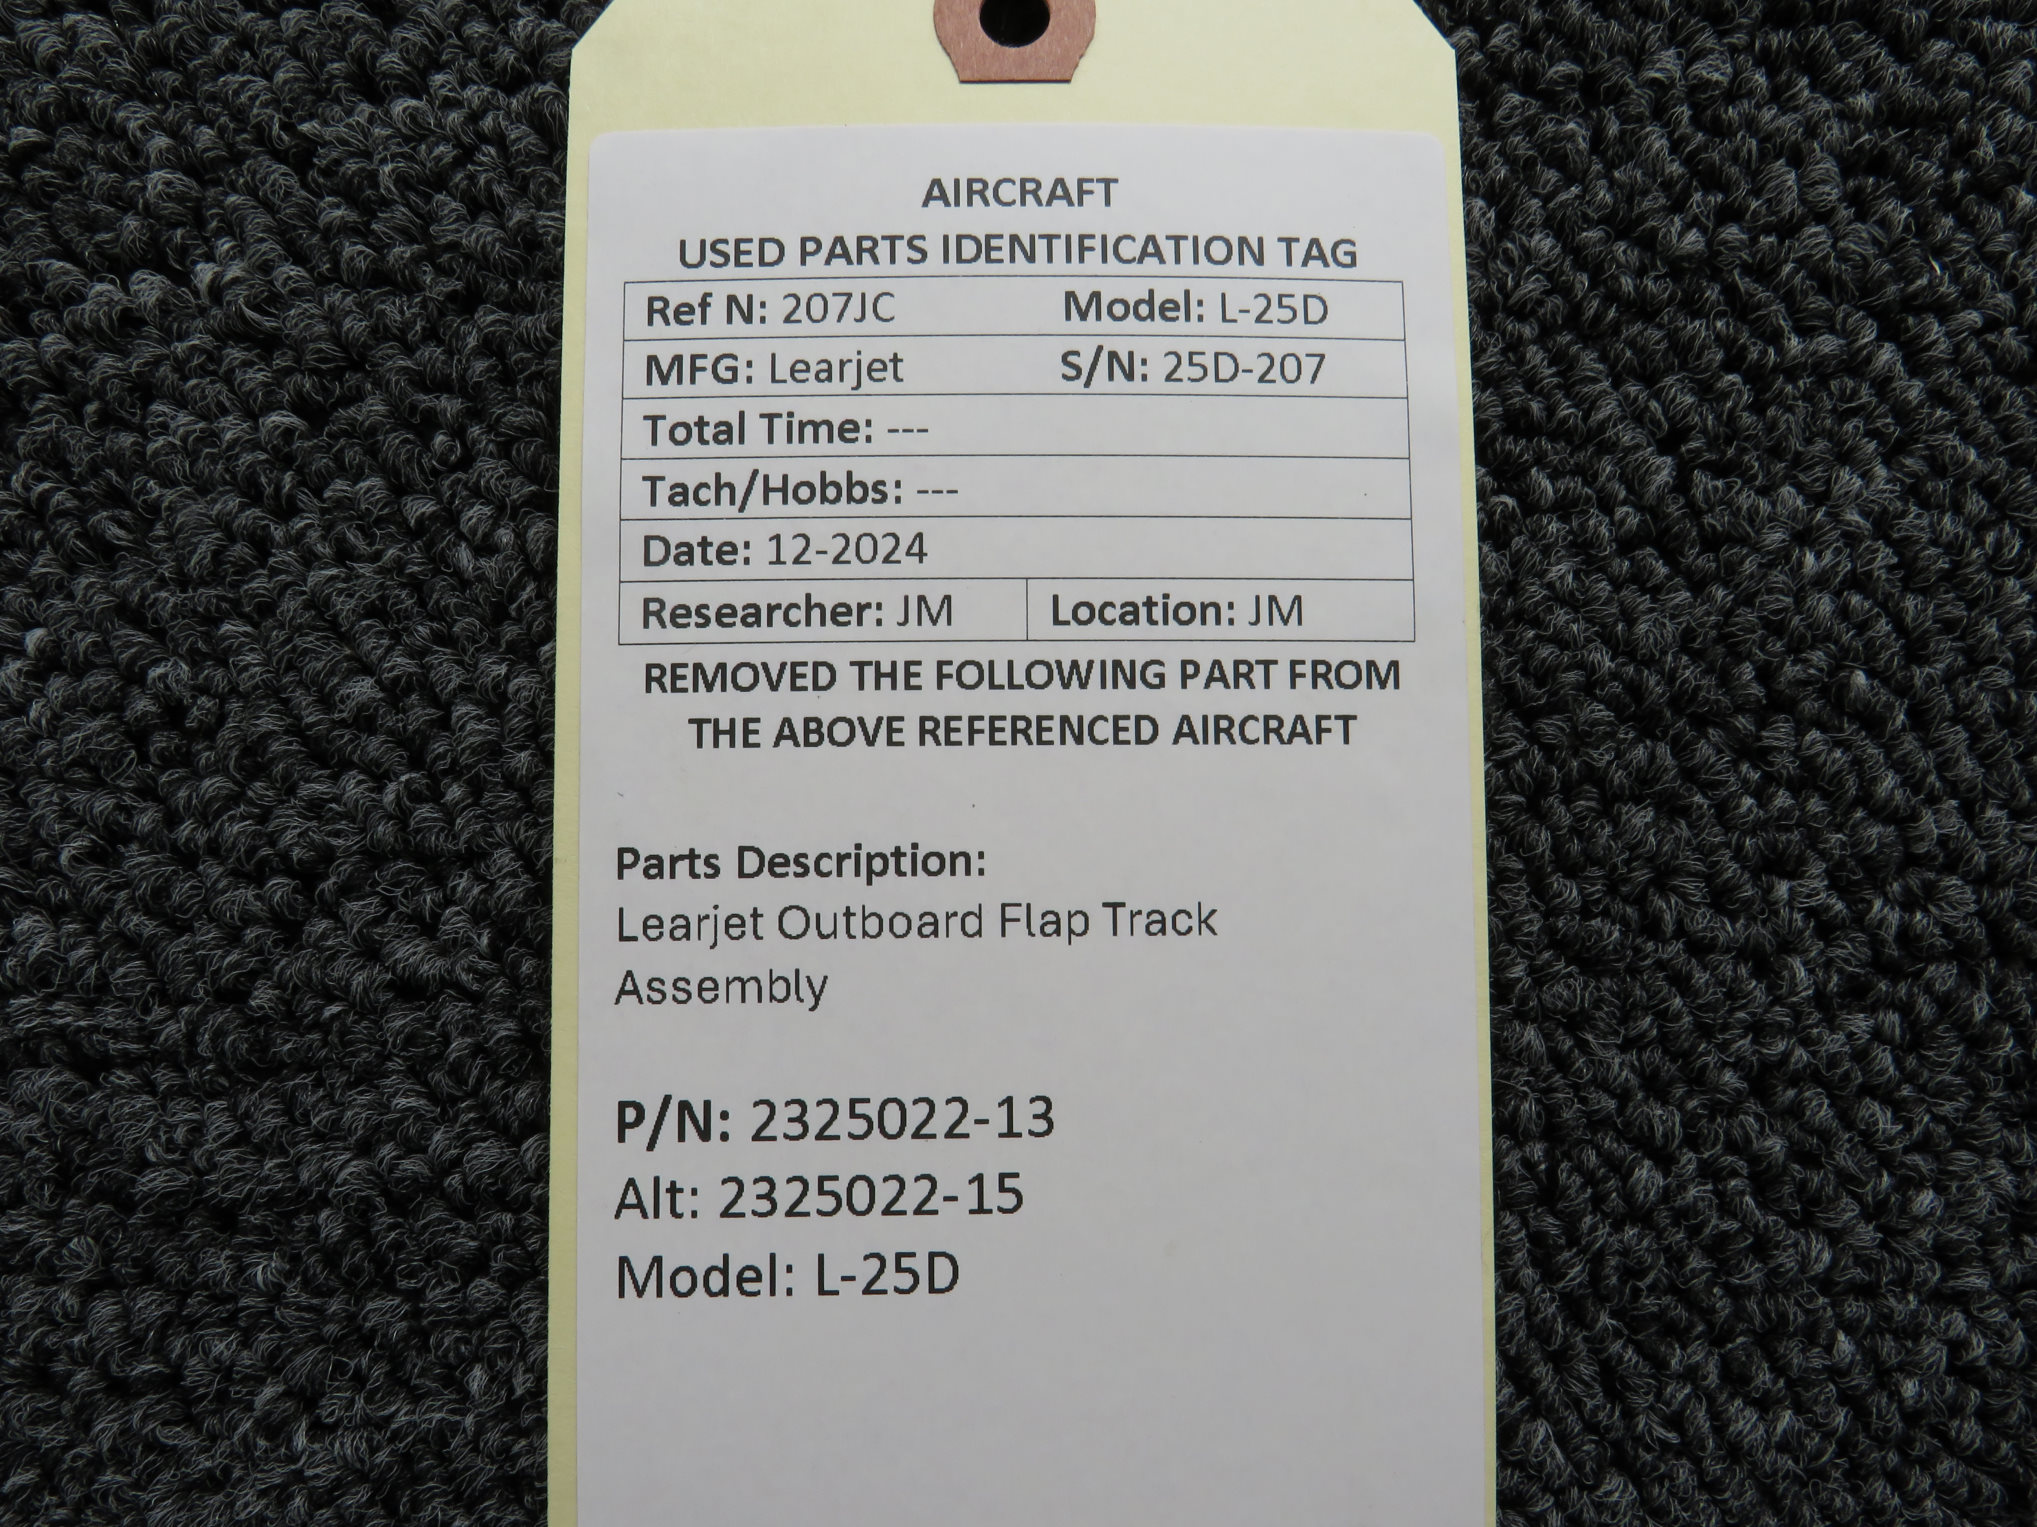 AIRCRAFT
USED PARTS IDENTIFICATION TAG
Ref N: 207JC Model: L-25D
MFG: Learjet S/N: 25D-207
Total Time: ---
Tach/Hobbs: ---
Date: 12-2024
Researcher: JM Location: JM
REMOVED THE FOLLOWING PART FROM
THE ABOVE REFERENCED AIRCRAFT
Parts Description:
Learjet Outboard Flap Track
Assembly
P/N: 2325022-13
Alt: 2325022-15
Model: L-25D